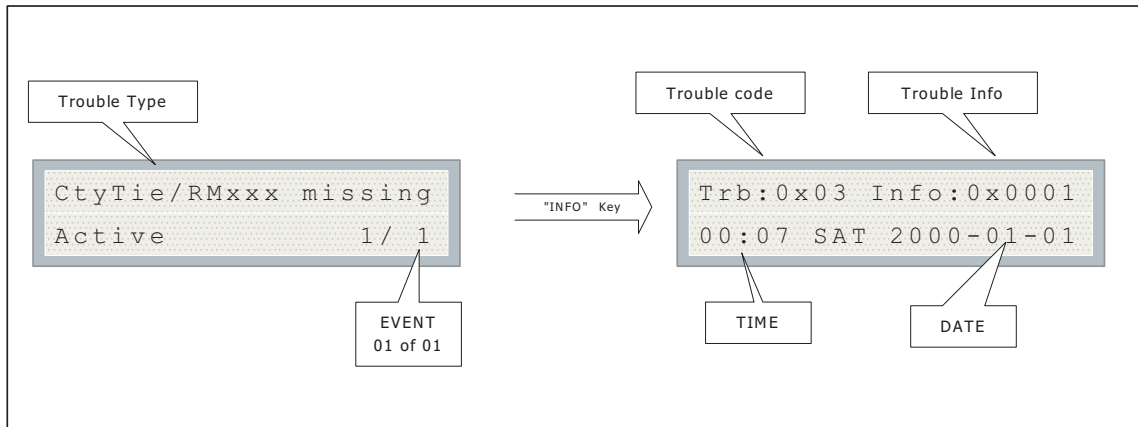 Trouble Type
Trouble code
Trouble Info
CtyTie/RMxxx missing
Active 1/ 1
"INFO" Key
Trb:0x03 Info:0x0001
00:07 SAT 2000-01-01
EVENT
01 of 01
TIME
DATE